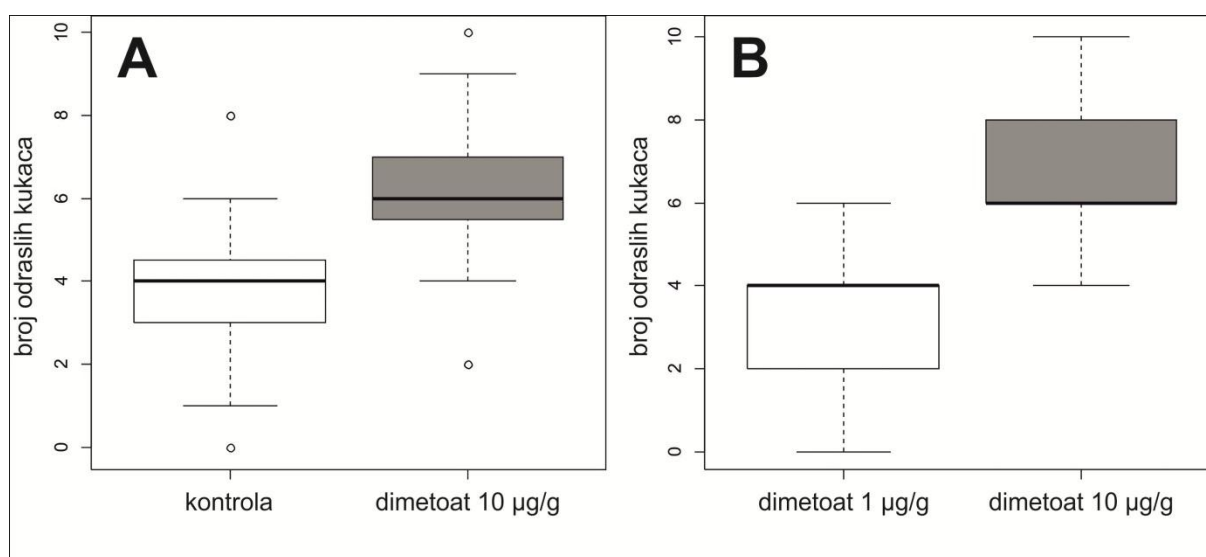 A
broj odraslih kukaca
10
8
6
4
2
0
kontrola
dimetoat 10 µg/g
B
broj odraslih kukaca
10
8
6
4
2
0
dimetoat 1 µg/g
dimetoat 10 µg/g